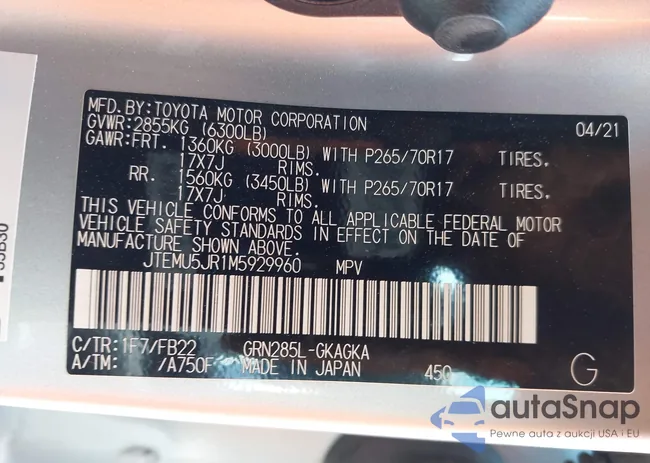 MFD. BY: TOYOTA MOTOR CORPORATION 04/21
GVWR: 2855KG (6300LB)
GAWR: FRT. 1360KG (3000LB) WITH P265/70R17 TIRES.
17X7J RIMS.
RR. 1560KG (3450LB) WITH P265/70R17 TIRES.
17X7J RIMS.
THIS VEHICLE CONFORMS TO ALL APPLICABLE FEDERAL MOTOR
VEHICLE SAFETY STANDARDS IN EFFECT ON THE DATE OF
MANUFACTURE SHOWN ABOVE.
JTEMU5JR1M5929960 MPV
C/TR: 1F7/FB22 GRN285L-GKAGKA
A/TM: /A750F MADE IN JAPAN 450 G
autaSnap
Pewne auta z aukcji USA i EU